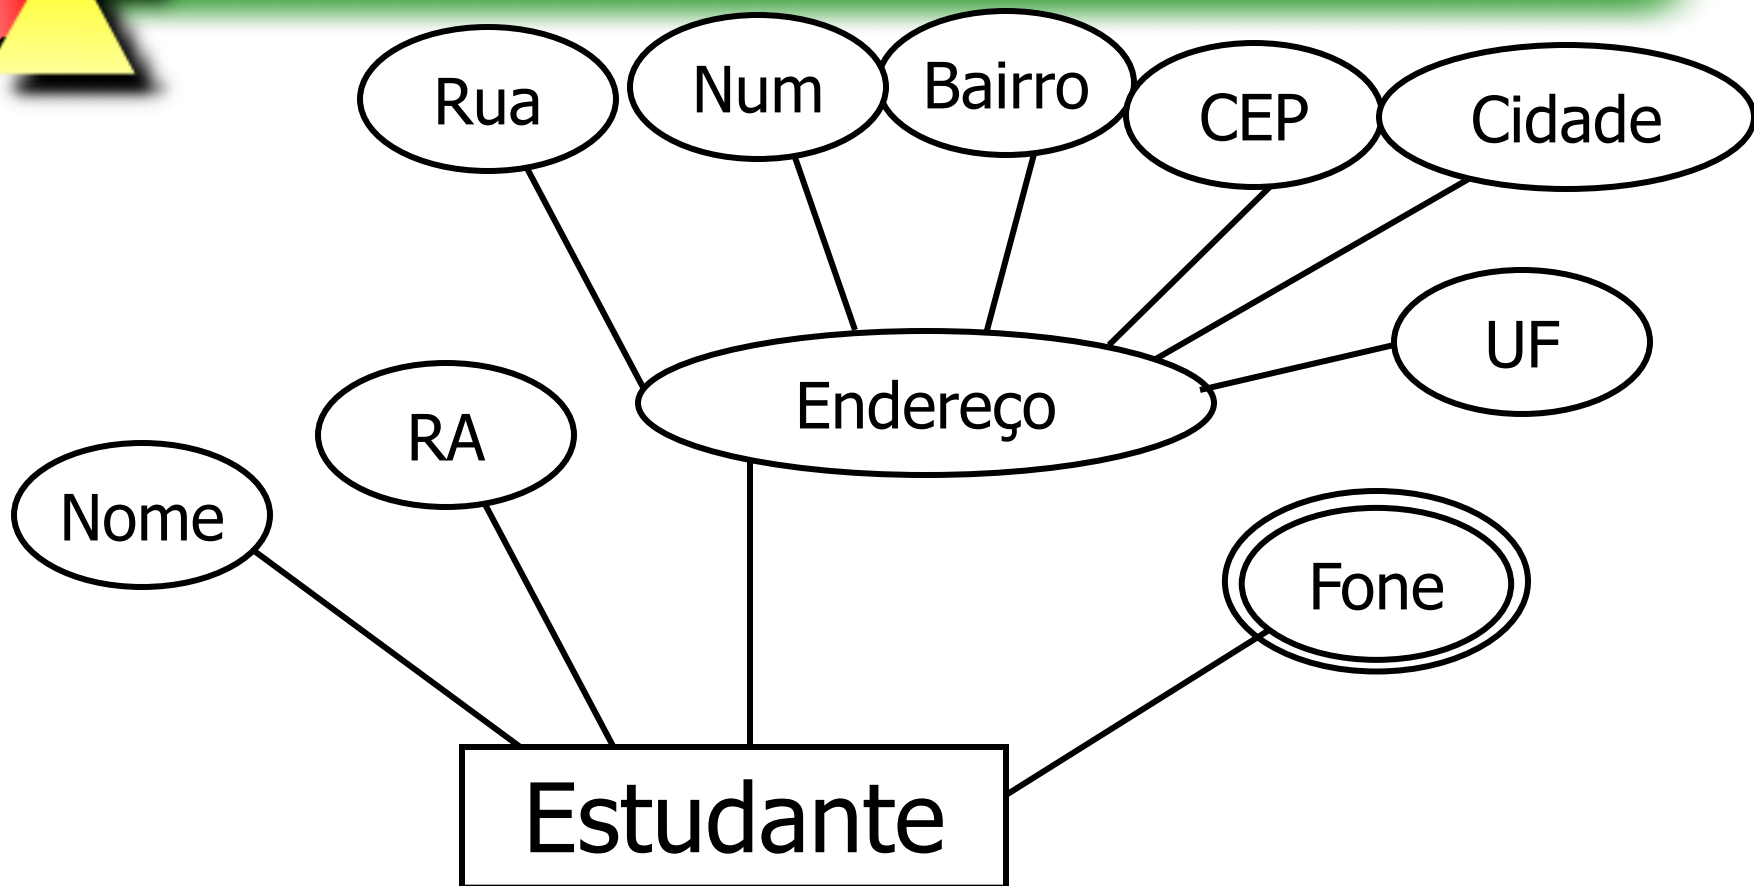 Rua
Num
Bairro
CEP
Cidade
UF
Endereço
RA
Nome
Fone
Estudante